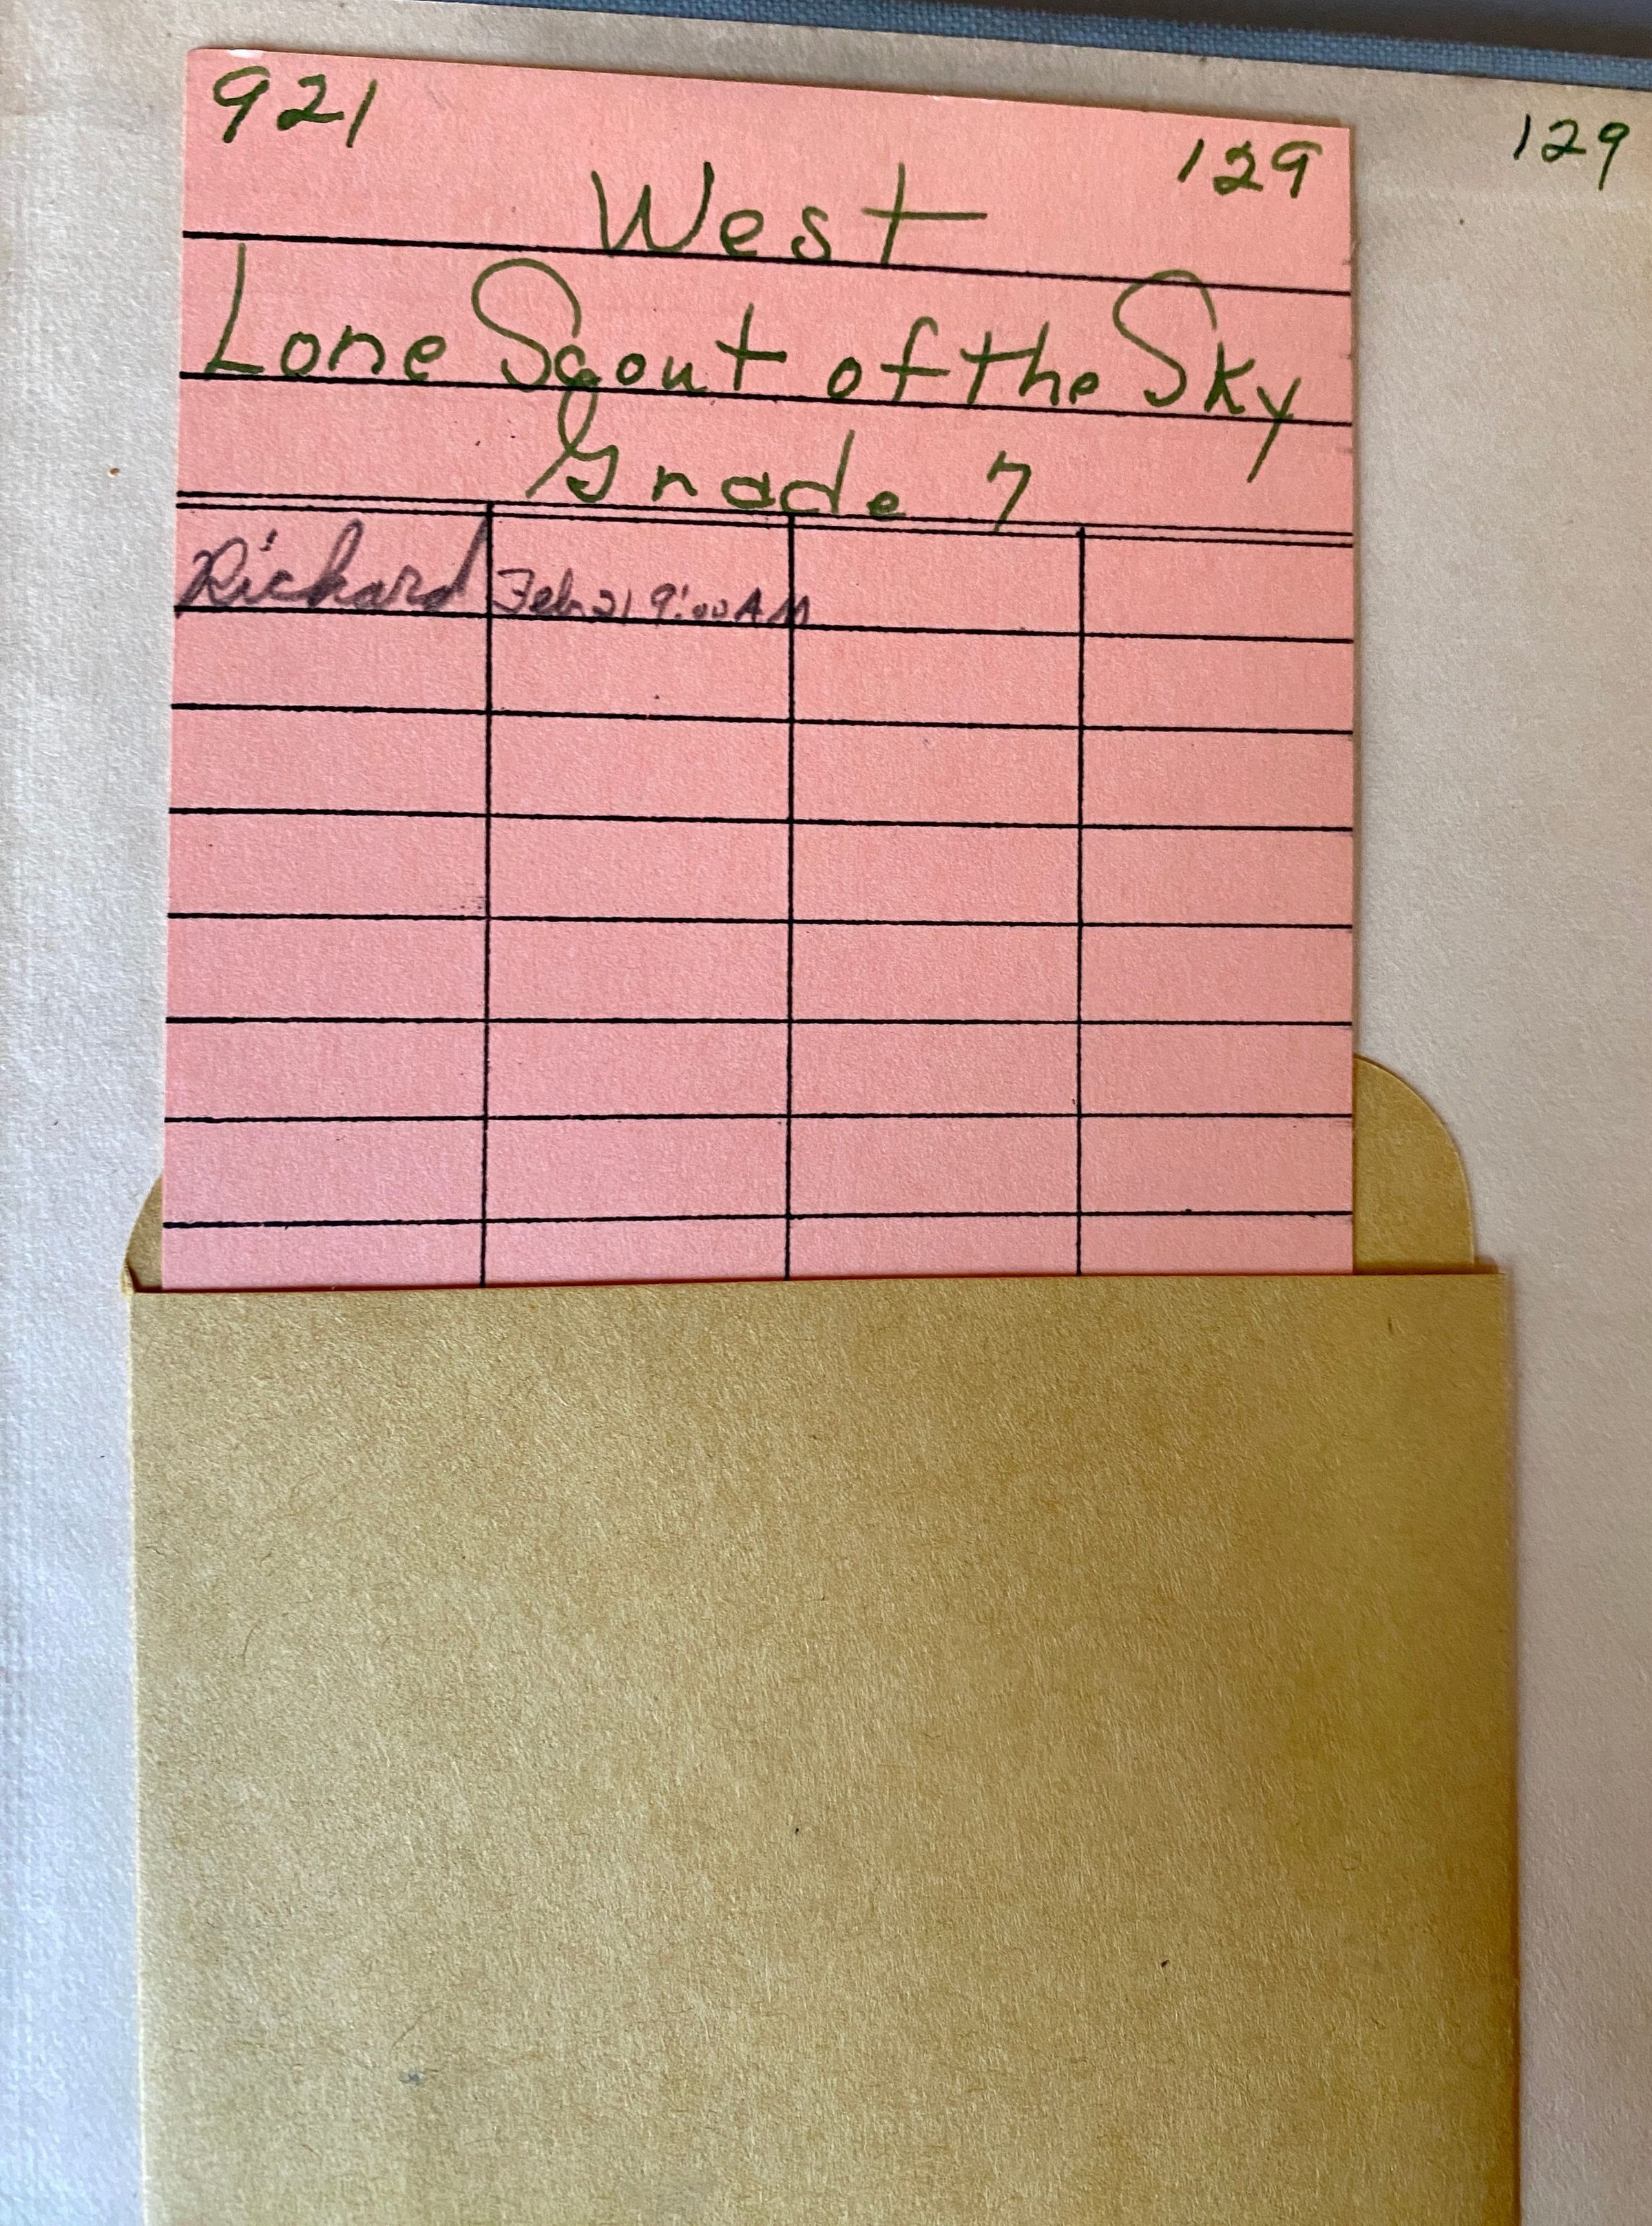 921
129
129
West
Lone Scout of the Sky
Grade 7
Richard Feb 21 9:00 AM